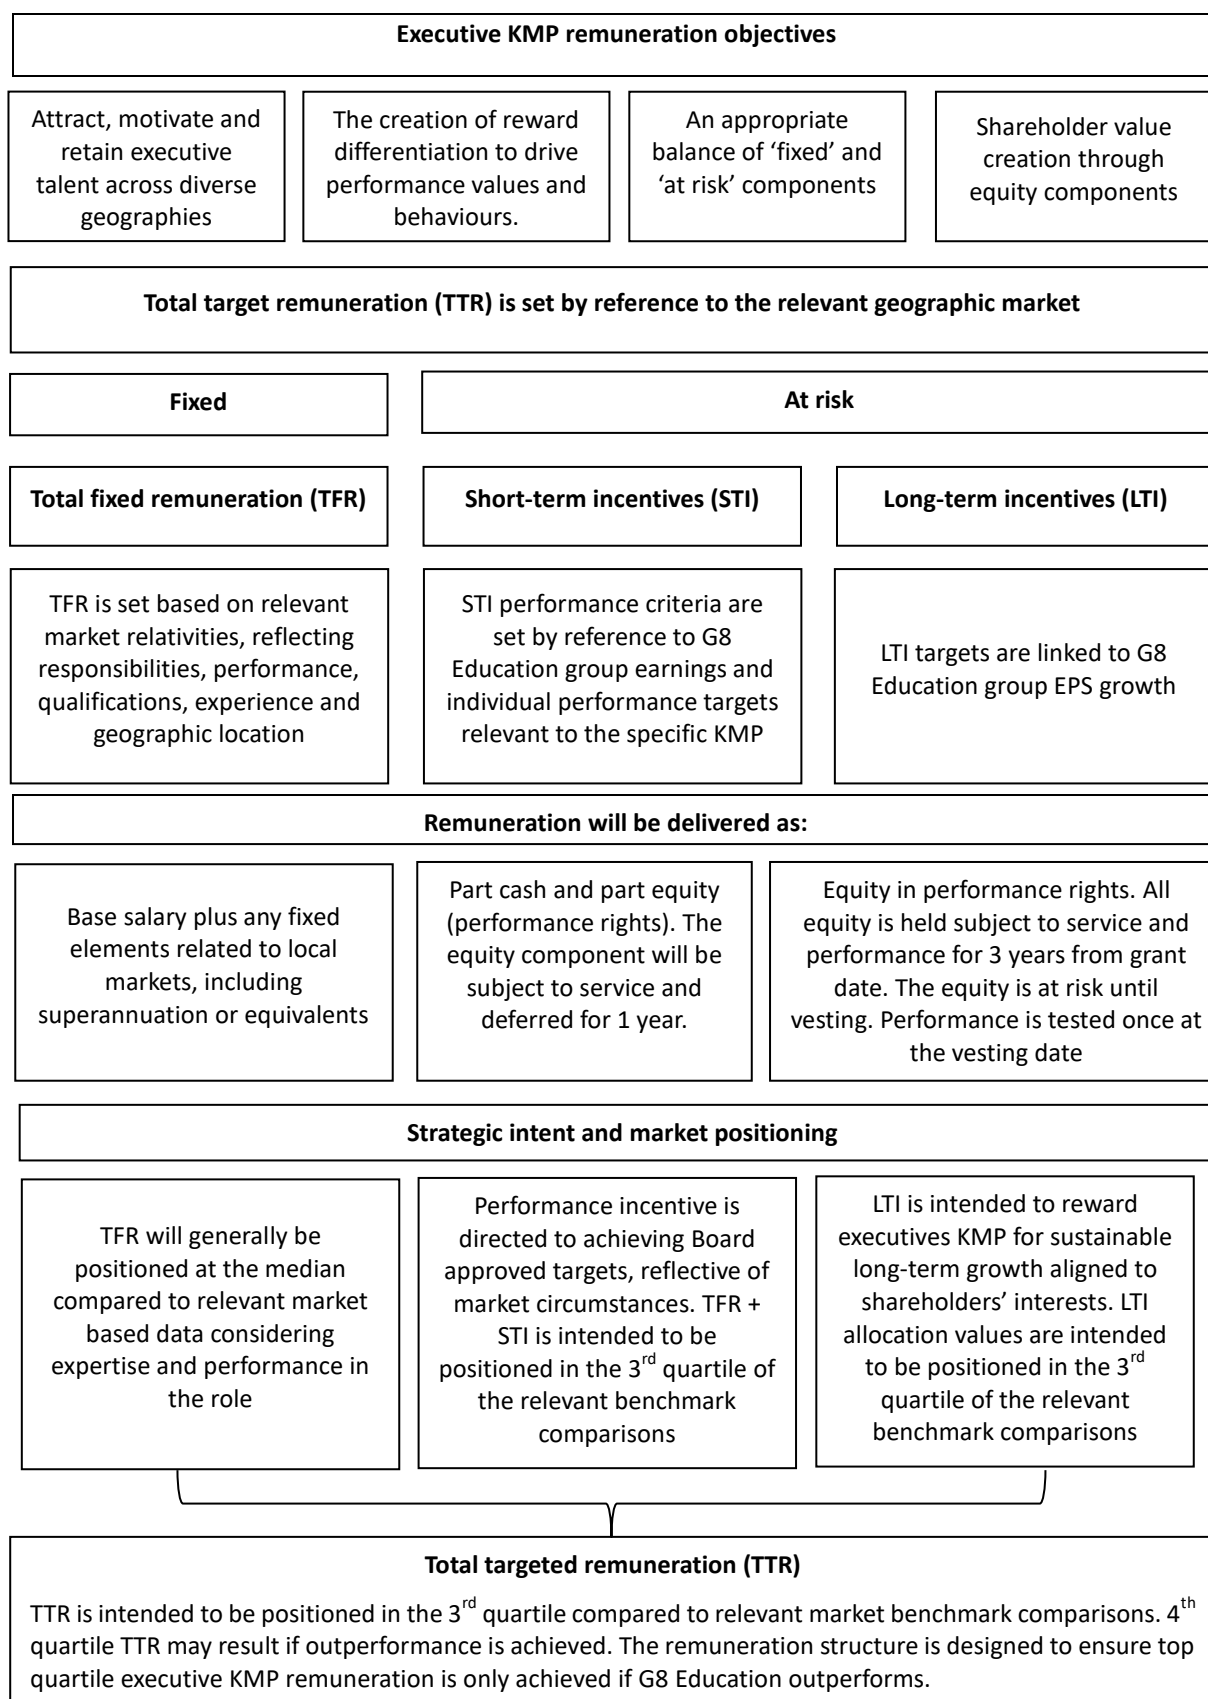 Executive KMP remuneration objectives
Attract, motivate and
retain executive
talent across diverse
geographies
The creation of reward
differentiation to drive
performance values and
behaviours.
An appropriate
balance of ‘fixed’ and
‘at risk’ components
Shareholder value
creation through
equity components
Total target remuneration (TTR) is set by reference to the relevant geographic market
Fixed
At risk
Total fixed remuneration (TFR)
Short-term incentives (STI)
Long-term incentives (LTI)
TFR is set based on relevant
market relativities, reflecting
responsibilities, performance,
qualifications, experience and
geographic location
STI performance criteria are
set by reference to G8
Education group earnings and
individual performance targets
relevant to the specific KMP
LTI targets are linked to G8
Education group EPS growth
Remuneration will be delivered as:
Base salary plus any fixed
elements related to local
markets, including
superannuation or equivalents
Part cash and part equity
(performance rights). The
equity component will be
subject to service and
deferred for 1 year.
Equity in performance rights. All
equity is held subject to service and
performance for 3 years from grant
date. The equity is at risk until
vesting. Performance is tested once at
the vesting date
Strategic intent and market positioning
TFR will generally be
positioned at the median
compared to relevant market
based data considering
expertise and performance in
the role
Performance incentive is
directed to achieving Board
approved targets, reflective of
market circumstances. TFR +
STI is intended to be
positioned in the 3rd quartile of
the relevant benchmark
comparisons
LTI is intended to reward
executives KMP for sustainable
long-term growth aligned to
shareholders’ interests. LTI
allocation values are intended
to be positioned in the 3rd
quartile of the relevant
benchmark comparisons
Total targeted remuneration (TTR)
TTR is intended to be positioned in the 3rd quartile compared to relevant market benchmark comparisons. 4th
quartile TTR may result if outperformance is achieved. The remuneration structure is designed to ensure top
quartile executive KMP remuneration is only achieved if G8 Education outperforms.